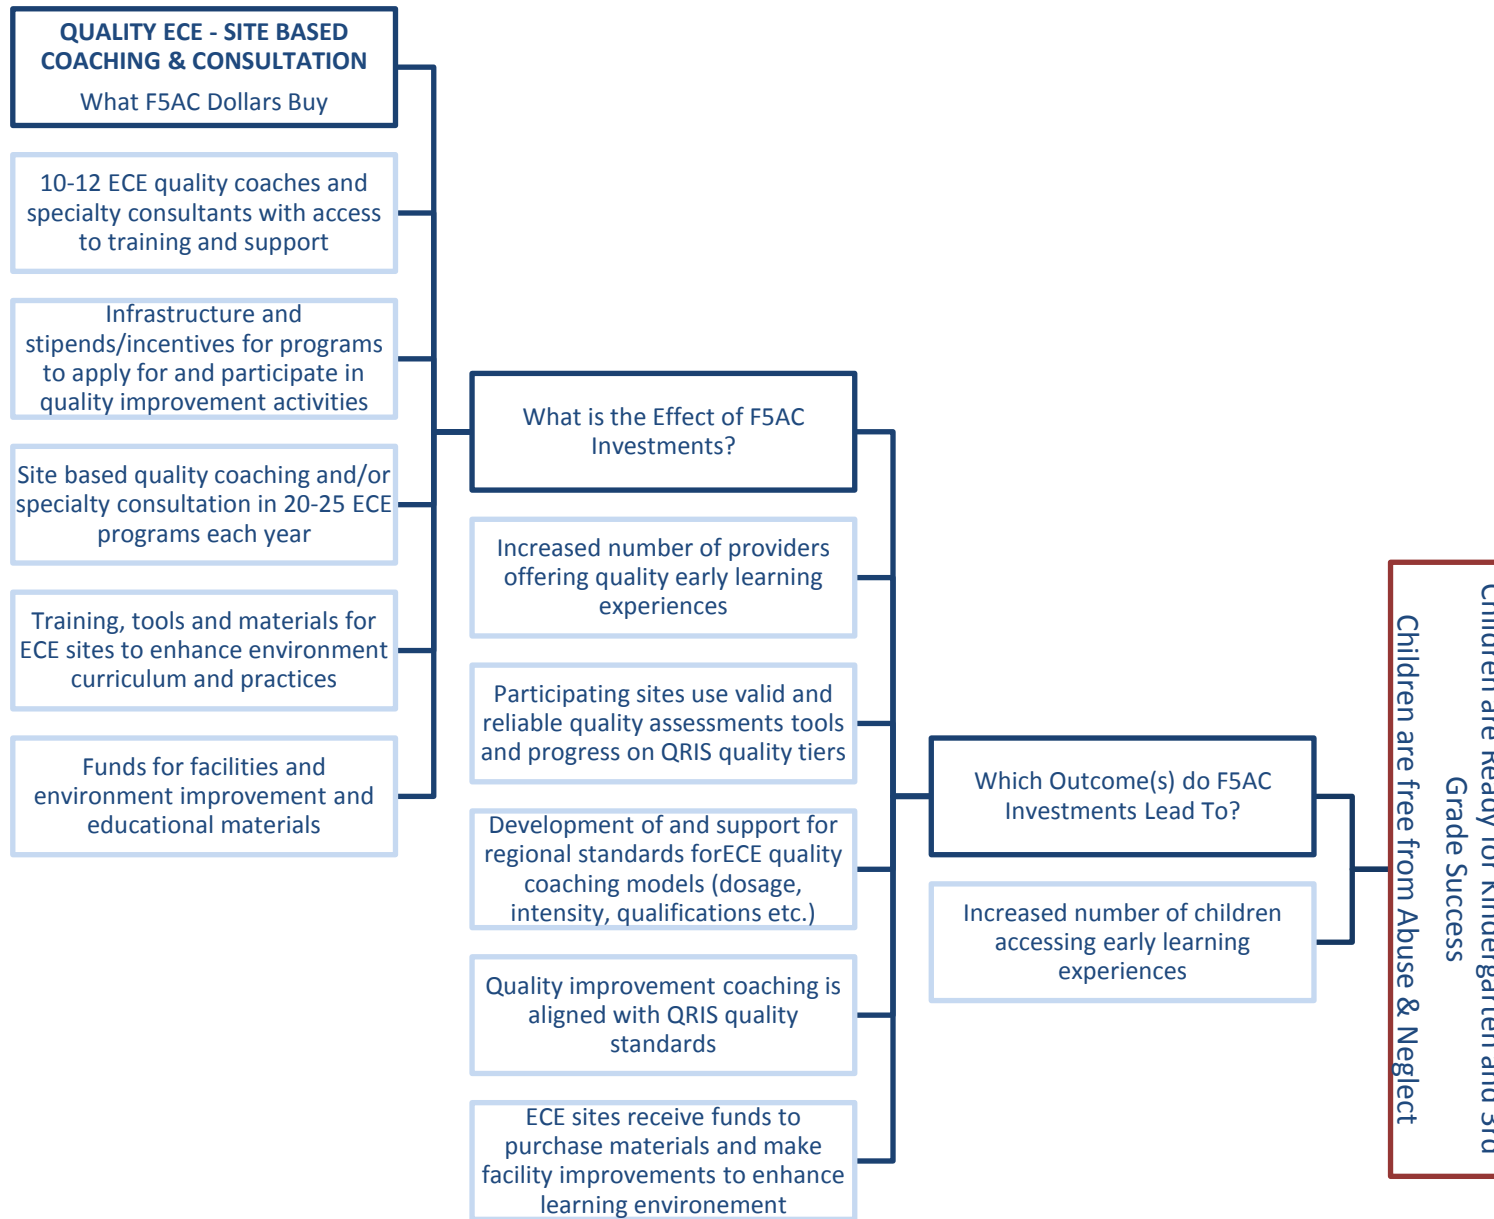 QUALITY ECE - SITE BASED
COACHING & CONSULTATION
What F5AC Dollars Buy
10-12 ECE quality coaches and
specialty consultants with access
to training and support
Infrastructure and
stipends/incentives for programs
to apply for and participate in
quality improvement activities
Site based quality coaching and/or
specialty consultation in 20-25 ECE
programs each year
Training, tools and materials for
ECE sites to enhance environment
curriculum and practices
Funds for facilities and
environment improvement and
educational materials
What is the Effect of F5AC
Investments?
Increased number of providers
offering quality early learning
experiences
Participating sites use valid and
reliable quality assessments tools
and progress on QRIS quality tiers
Development of and support for
regional standards forECE quality
coaching models (dosage,
intensity, qualifications etc.)
Quality improvement coaching is
aligned with QRIS quality
standards
ECE sites receive funds to
purchase materials and make
facility improvements to enhance
learning environement
Which Outcome(s) do F5AC
Investments Lead To?
Increased number of children
accessing early learning
experiences
Children are Ready for Kindergarten and 3rd
Grade Success
Children are free from Abuse & Neglect